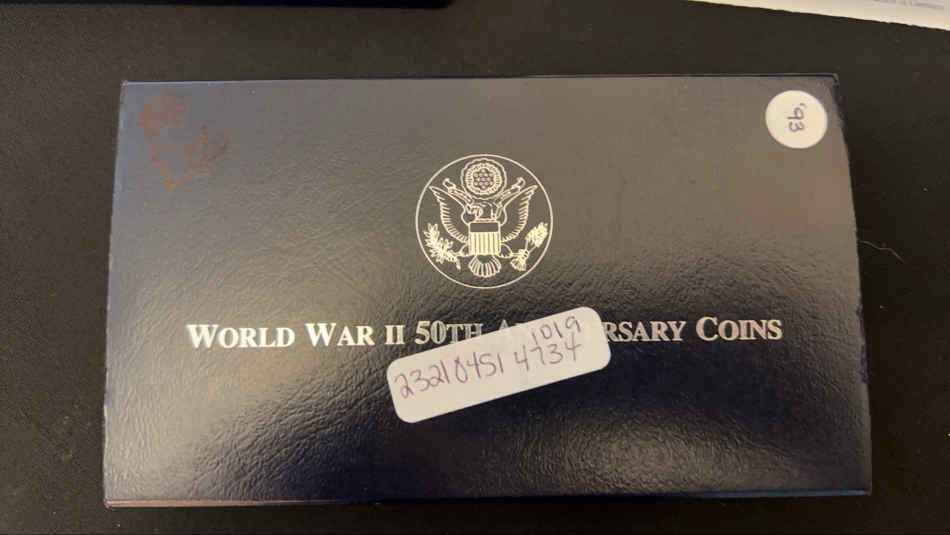 '93
WORLD WAR II 50TH A RSARY COINS
1019
23210451 4734